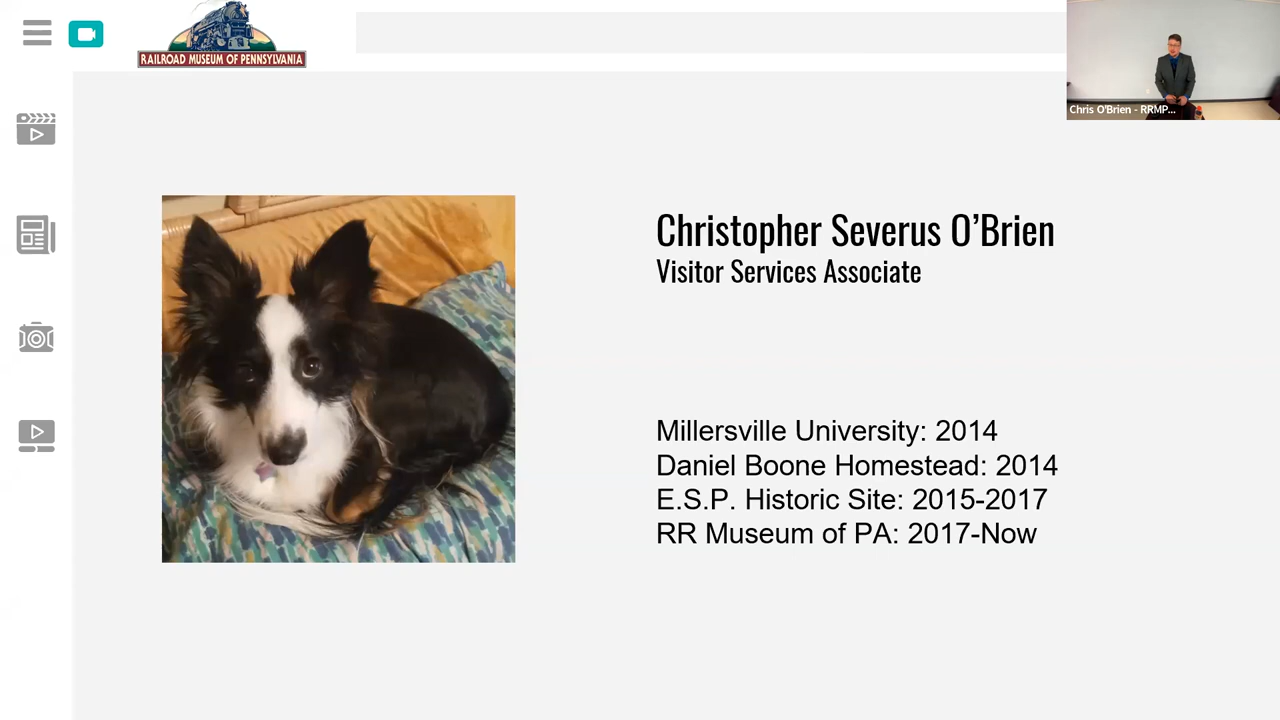 RAILROAD MUSEUM OF PENNSYLVANIA
Chris O'Brien - RRMP...
Christopher Severus O’Brien
Visitor Services Associate
Millersville University: 2014
Daniel Boone Homestead: 2014
E.S.P. Historic Site: 2015-2017
RR Museum of PA: 2017-Now